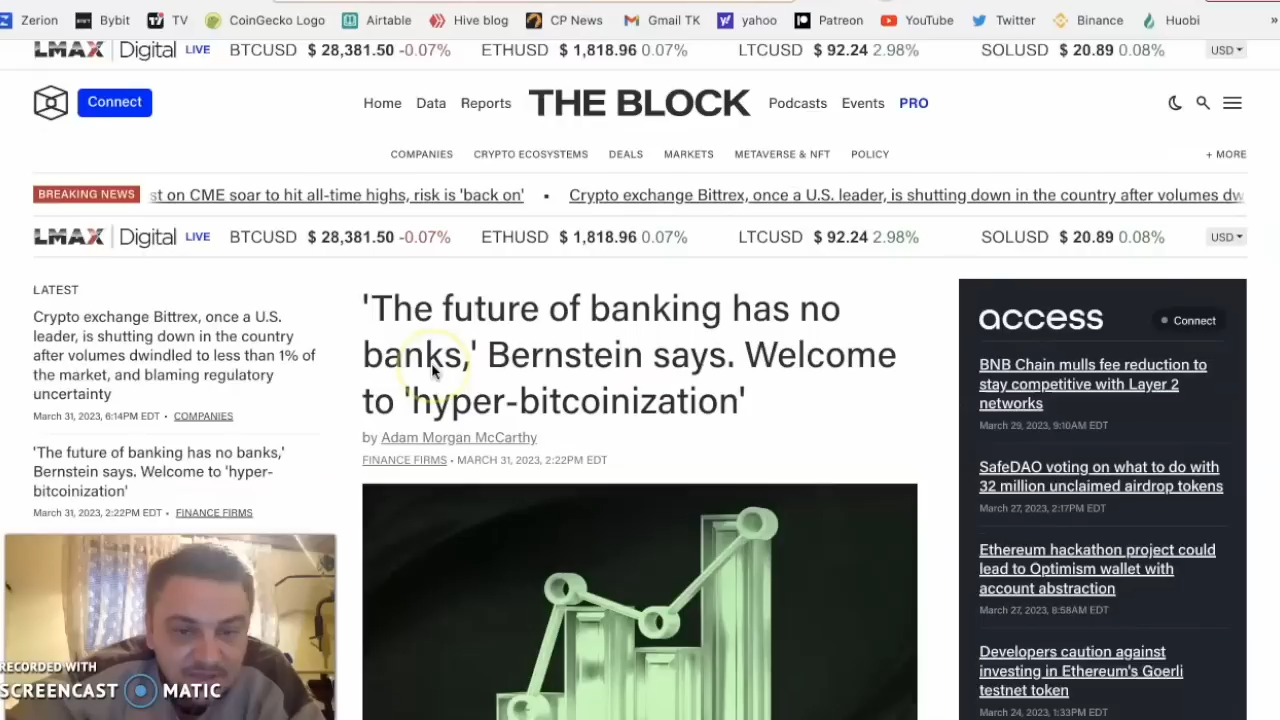 Zerion Bybit TV CoinGecko Logo Airtable Hive blog CP News Gmail TK yahoo Patreon YouTube Twitter Binance Huobi »
LMAX Digital LIVE BTCUSD $ 28,381.50 -0.07% ETHUSD $ 1,818.96 0.07% LTCUSD $ 92.24 2.98% SOLUSD $ 20.89 0.08% USD
Connect Home Data Reports THE BLOCK Podcasts Events PRO
COMPANIES CRYPTO ECOSYSTEMS DEALS MARKETS METAVERSE & NFT POLICY + MORE
BREAKING NEWS st on CME soar to hit all-time highs, risk is 'back on' ▪ Crypto exchange Bittrex, once a U.S. leader, is shutting down in the country after volumes dw
LMAX Digital LIVE BTCUSD $ 28,381.50 -0.07% ETHUSD $ 1,818.96 0.07% LTCUSD $ 92.24 2.98% SOLUSD $ 20.89 0.08% USD
LATEST
Crypto exchange Bittrex, once a U.S.
leader, is shutting down in the country
after volumes dwindled to less than 1% of
the market, and blaming regulatory
uncertainty
March 31, 2023, 6:14PM EDT • COMPANIES
'The future of banking has no banks,'
Bernstein says. Welcome to 'hyper-
bitcoinization'
March 31, 2023, 2:22PM EDT • FINANCE FIRMS
RECORDED WITH
SCREENCAST MATIC
'The future of banking has no
banks,' Bernstein says. Welcome
to 'hyper-bitcoinization'
by Adam Morgan McCarthy
FINANCE FIRMS • MARCH 31, 2023, 2:22PM EDT
access Connect
BNB Chain mulls fee reduction to
stay competitive with Layer 2
networks
March 29, 2023, 9:10AM EDT
SafeDAO voting on what to do with
32 million unclaimed airdrop tokens
March 27, 2023, 2:17PM EDT
Ethereum hackathon project could
lead to Optimism wallet with
account abstraction
March 27, 2023, 8:58AM EDT
Developers caution against
investing in Ethereum's Goerli
testnet token
March 24, 2023, 1:33PM EDT